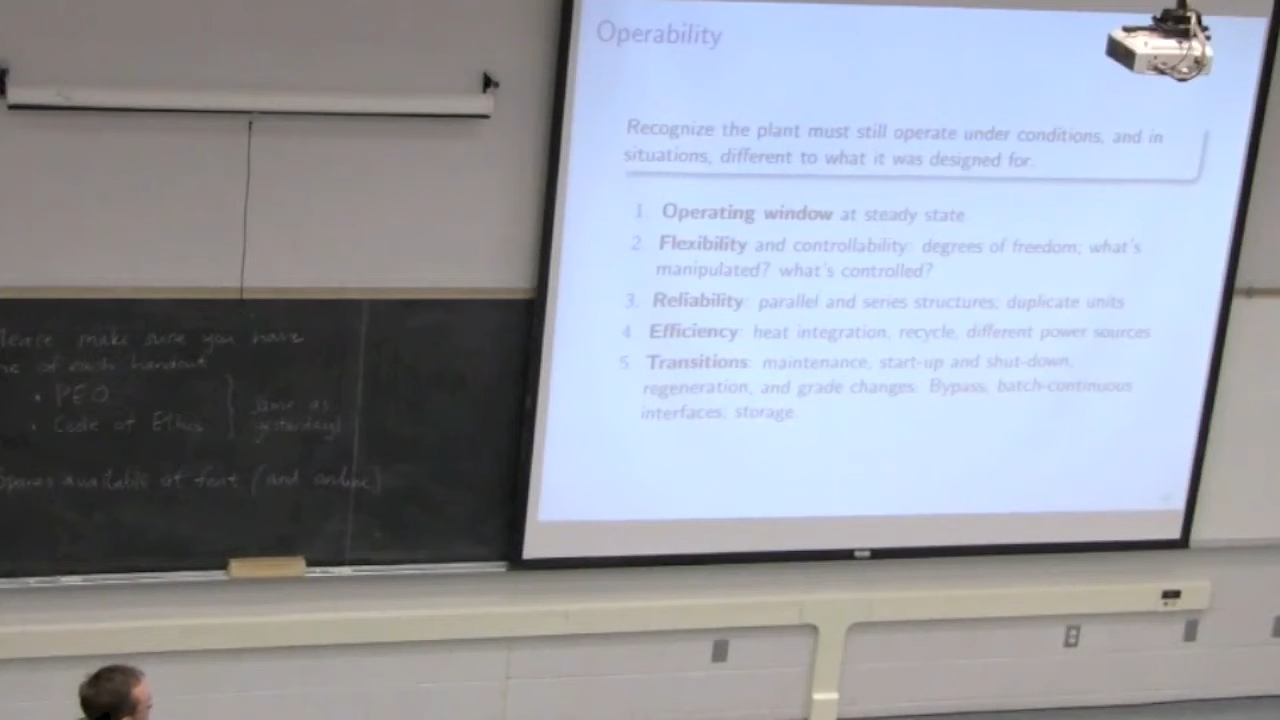 Operability
Recognize the plant must still operate under conditions, and in
situations, different to what it was designed for.
1. Operating window at steady state
2. Flexibility and controllability: degrees of freedom; what's
manipulated? what's controlled?
3. Reliability: parallel and series structures; duplicate units
4. Efficiency: heat integration, recycle, different power sources
5. Transitions: maintenance, start-up and shut-down,
regeneration, and grade changes. Bypass, batch-continuous
interfaces; storage.
lease make sure you have
ne of each handout
• PEO
• Code of Ethics
same as
yesterday
Spares available at front (and online)